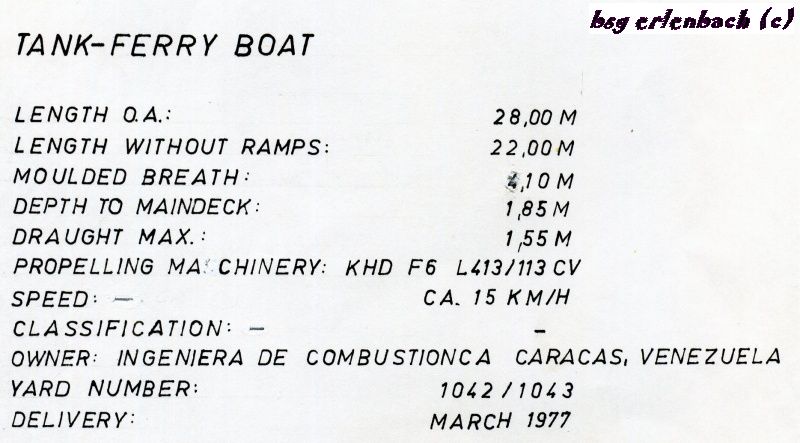 bsg erlenbach (c)
TANK-FERRY BOAT
LENGTH O.A.: 28,00 M
LENGTH WITHOUT RAMPS: 22,00 M
MOULDED BREATH: ,10 M
DEPTH TO MAINDECK: 1,85 M
DRAUGHT MAX.: 1,55 M
PROPELLING MACHINERY: KHD F6 L413/113 CV
SPEED: – CA. 15 KM/H
CLASSIFICATION: – –
OWNER: INGENIERA DE COMBUSTIONCA CARACAS, VENEZUELA
YARD NUMBER: 1042/1043
DELIVERY: MARCH 1977